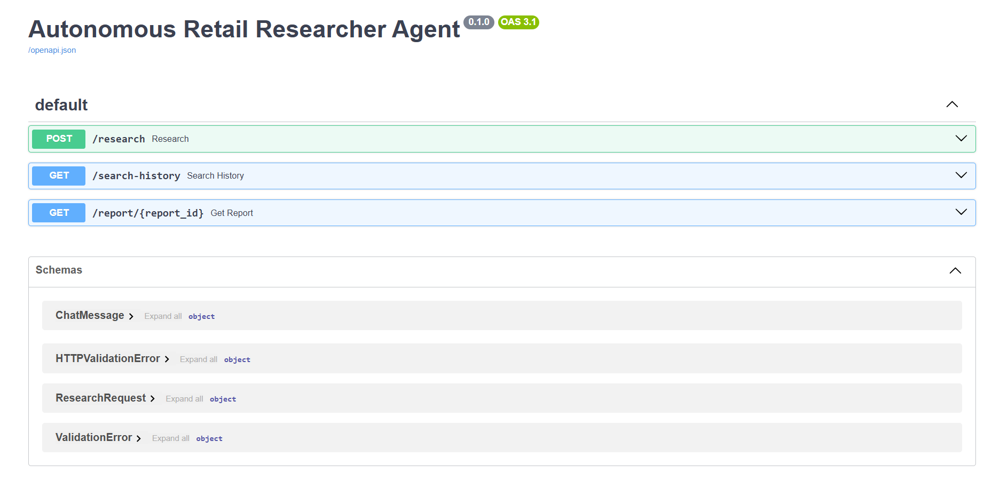 Autonomous Retail Researcher Agent 0.1.0 OAS 3.1
/openapi.json
default
POST /research Research
GET /search-history Search History
GET /report/{report_id} Get Report
Schemas
ChatMessage Expand all object
HTTPValidationError Expand all object
ResearchRequest Expand all object
ValidationError Expand all object